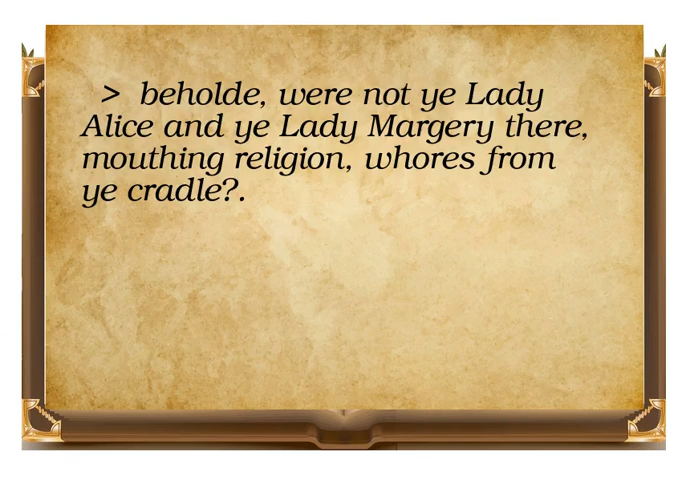 > beholde, were not ye Lady
Alice and ye Lady Margery there,
mouthing religion, whores from
ye cradle?.